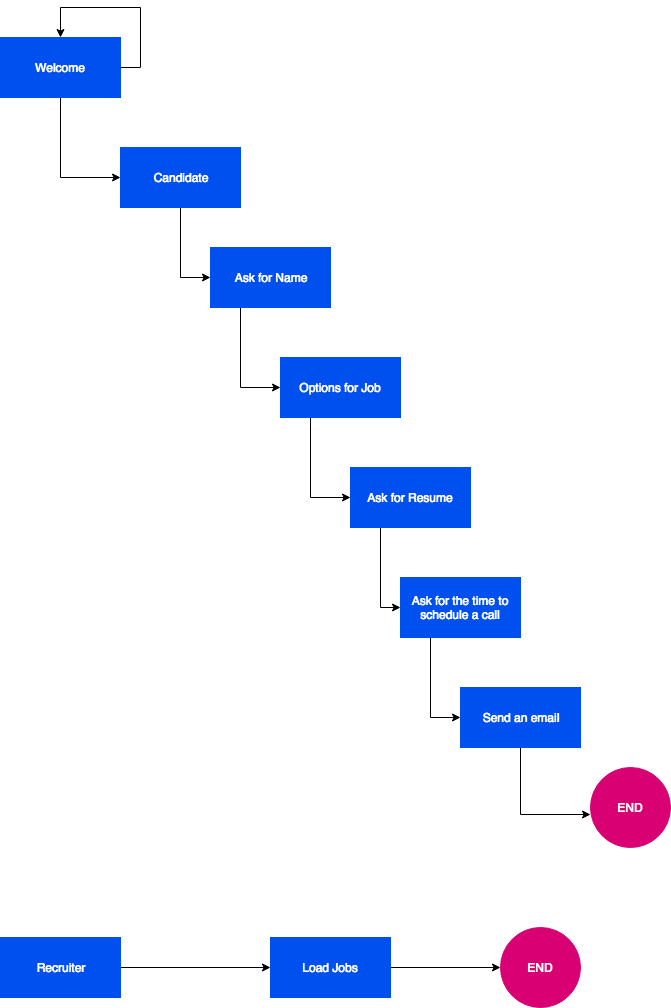 Welcome
Candidate
Ask for Name
Options for Job
Ask for Resume
Ask for the time to
schedule a call
Send an email
END
Recruiter
Load Jobs
END